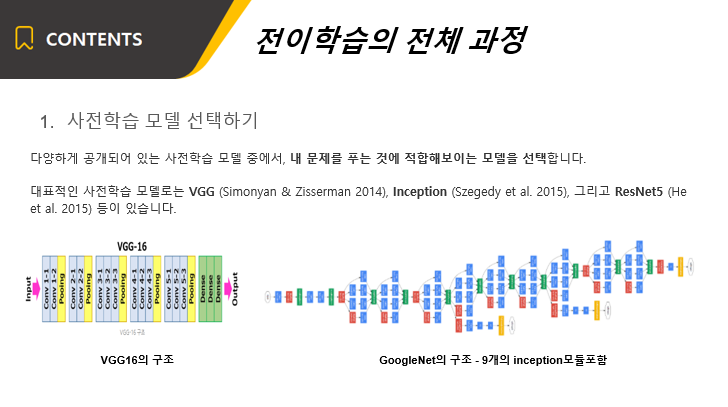 CONTENTS
전이학습의 전체 과정
1. 사전학습 모델 선택하기
다양하게 공개되어 있는 사전학습 모델 중에서, 내 문제를 푸는 것에 적합해보이는 모델을 선택합니다.
대표적인 사전학습 모델로는 VGG (Simonyan & Zisserman 2014), Inception (Szegedy et al. 2015), 그리고 ResNet5 (He
et al. 2015) 등이 있습니다.
VGG-16
Input
Conv 1-1
Conv 1-2
Pooing
Conv 2-1
Conv 2-2
Pooing
Conv 3-1
Conv 3-2
Conv 3-3
Pooing
Conv 4-1
Conv 4-2
Conv 4-3
Pooing
Conv 5-1
Conv 5-2
Conv 5-3
Pooing
Dense
Dense
Dense
Output
VGG-16 구조
VGG16의 구조
GoogleNet의 구조 - 9개의 inception모듈포함